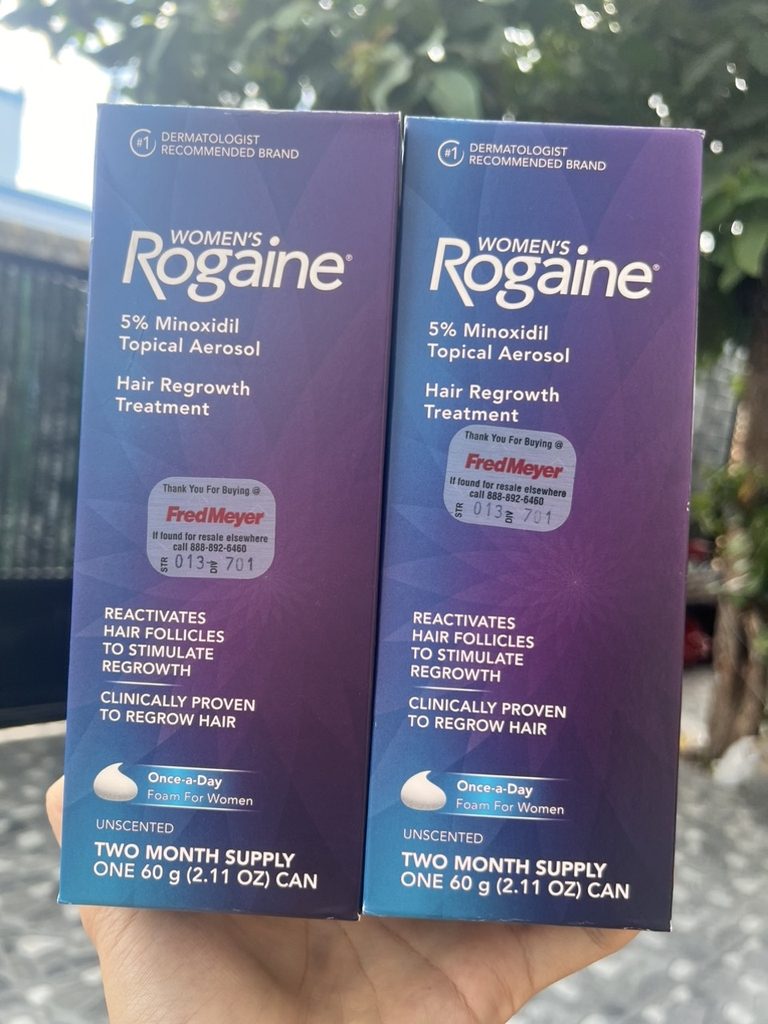 #1 DERMATOLOGIST
RECOMMENDED BRAND
WOMEN'S
Rogaine®
5% Minoxidil
Topical Aerosol
Hair Regrowth
Treatment
Thank You For Buying @
FredMeyer
If found for resale elsewhere
call 888-892-6460
STR 013- DIV 701
REACTIVATES
HAIR FOLLICLES
TO STIMULATE
REGROWTH
CLINICALLY PROVEN
TO REGROW HAIR
Once-a-Day
Foam For Women
UNSCENTED
TWO MONTH SUPPLY
ONE 60 g (2.11 OZ) CAN
#1 DERMATOLOGIST
RECOMMENDED BRAND
WOMEN'S
Rogaine®
5% Minoxidil
Topical Aerosol
Hair Regrowth
Treatment
Thank You For Buying @
FredMeyer
If found for resale elsewhere
call 888-892-6460
STR 013- DIV 701
REACTIVATES
HAIR FOLLICLES
TO STIMULATE
REGROWTH
CLINICALLY PROVEN
TO REGROW HAIR
Once-a-Day
Foam For Women
UNSCENTED
TWO MONTH SUPPLY
ONE 60 g (2.11 OZ) CAN